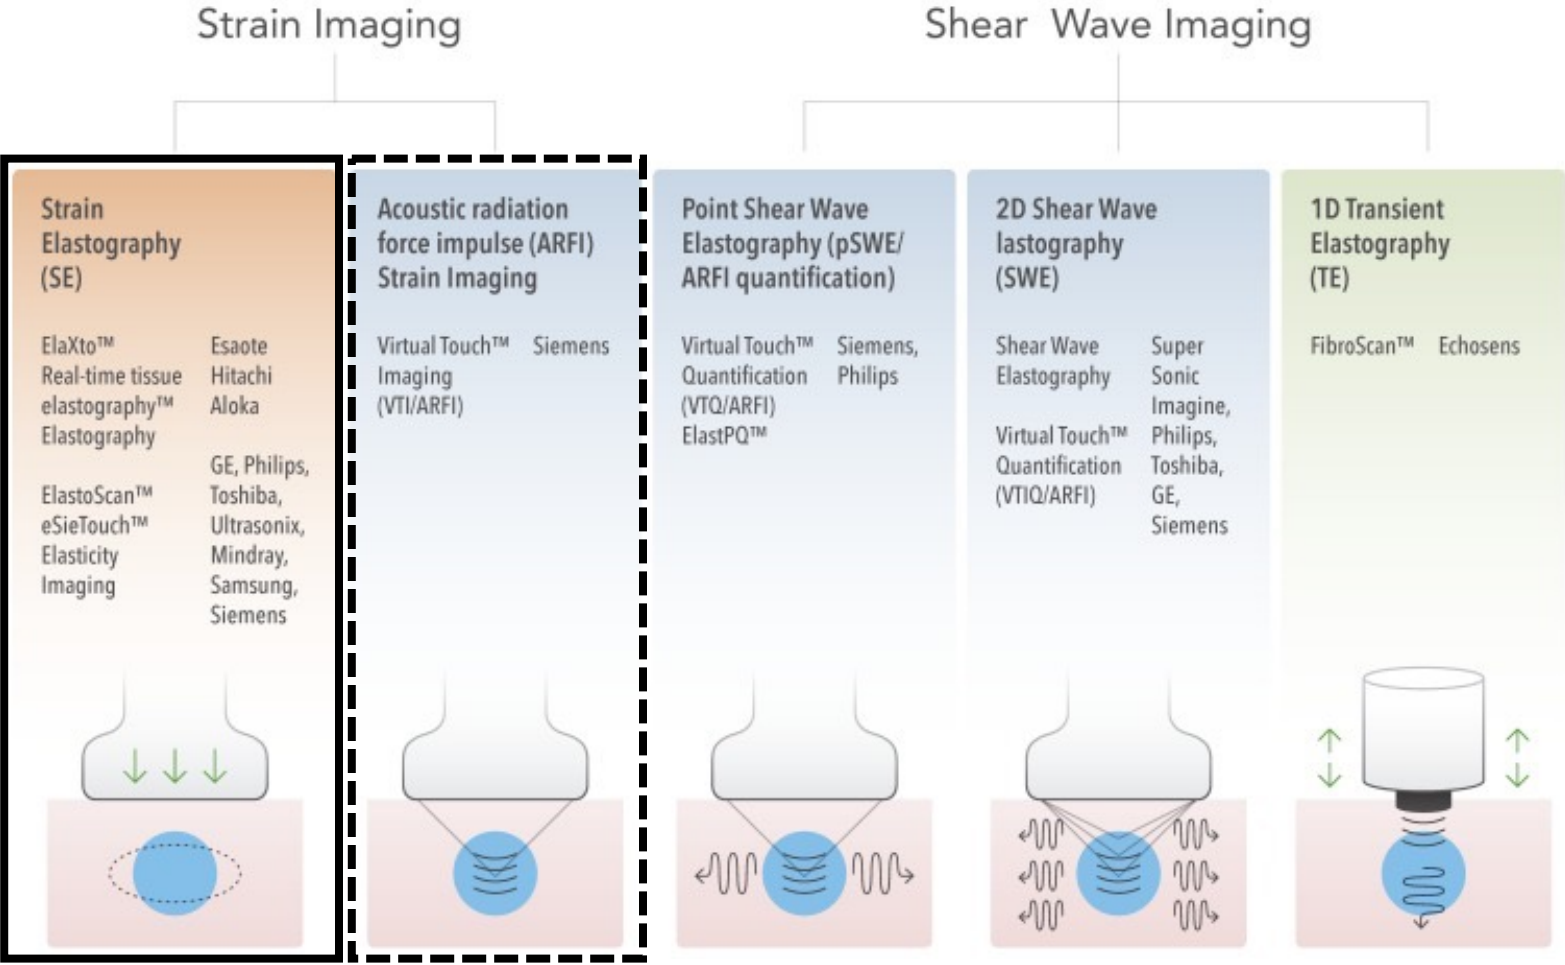 Strain Imaging
Shear Wave Imaging
Strain
Elastography
(SE)
ElaXto™
Real-time tissue
elastography™
Elastography
ElastoScan™
eSieTouch™
Elasticity
Imaging
Esaote
Hitachi
Aloka
GE, Philips,
Toshiba,
Ultrasonix,
Mindray,
Samsung,
Siemens
Acoustic radiation
force impulse (ARFI)
Strain Imaging
Virtual Touch™
Imaging
(VTI/ARFI)
Siemens
Point Shear Wave
Elastography (pSWE/
ARFI quantification)
Virtual Touch™
Quantification
(VTQ/ARFI)
ElastPQ™
Siemens,
Philips
2D Shear Wave
lastography
(SWE)
Shear Wave
Elastography
Virtual Touch™
Quantification
(VTIQ/ARFI)
Super
Sonic
Imagine,
Philips,
Toshiba,
GE,
Siemens
1D Transient
Elastography
(TE)
FibroScan™
Echosens